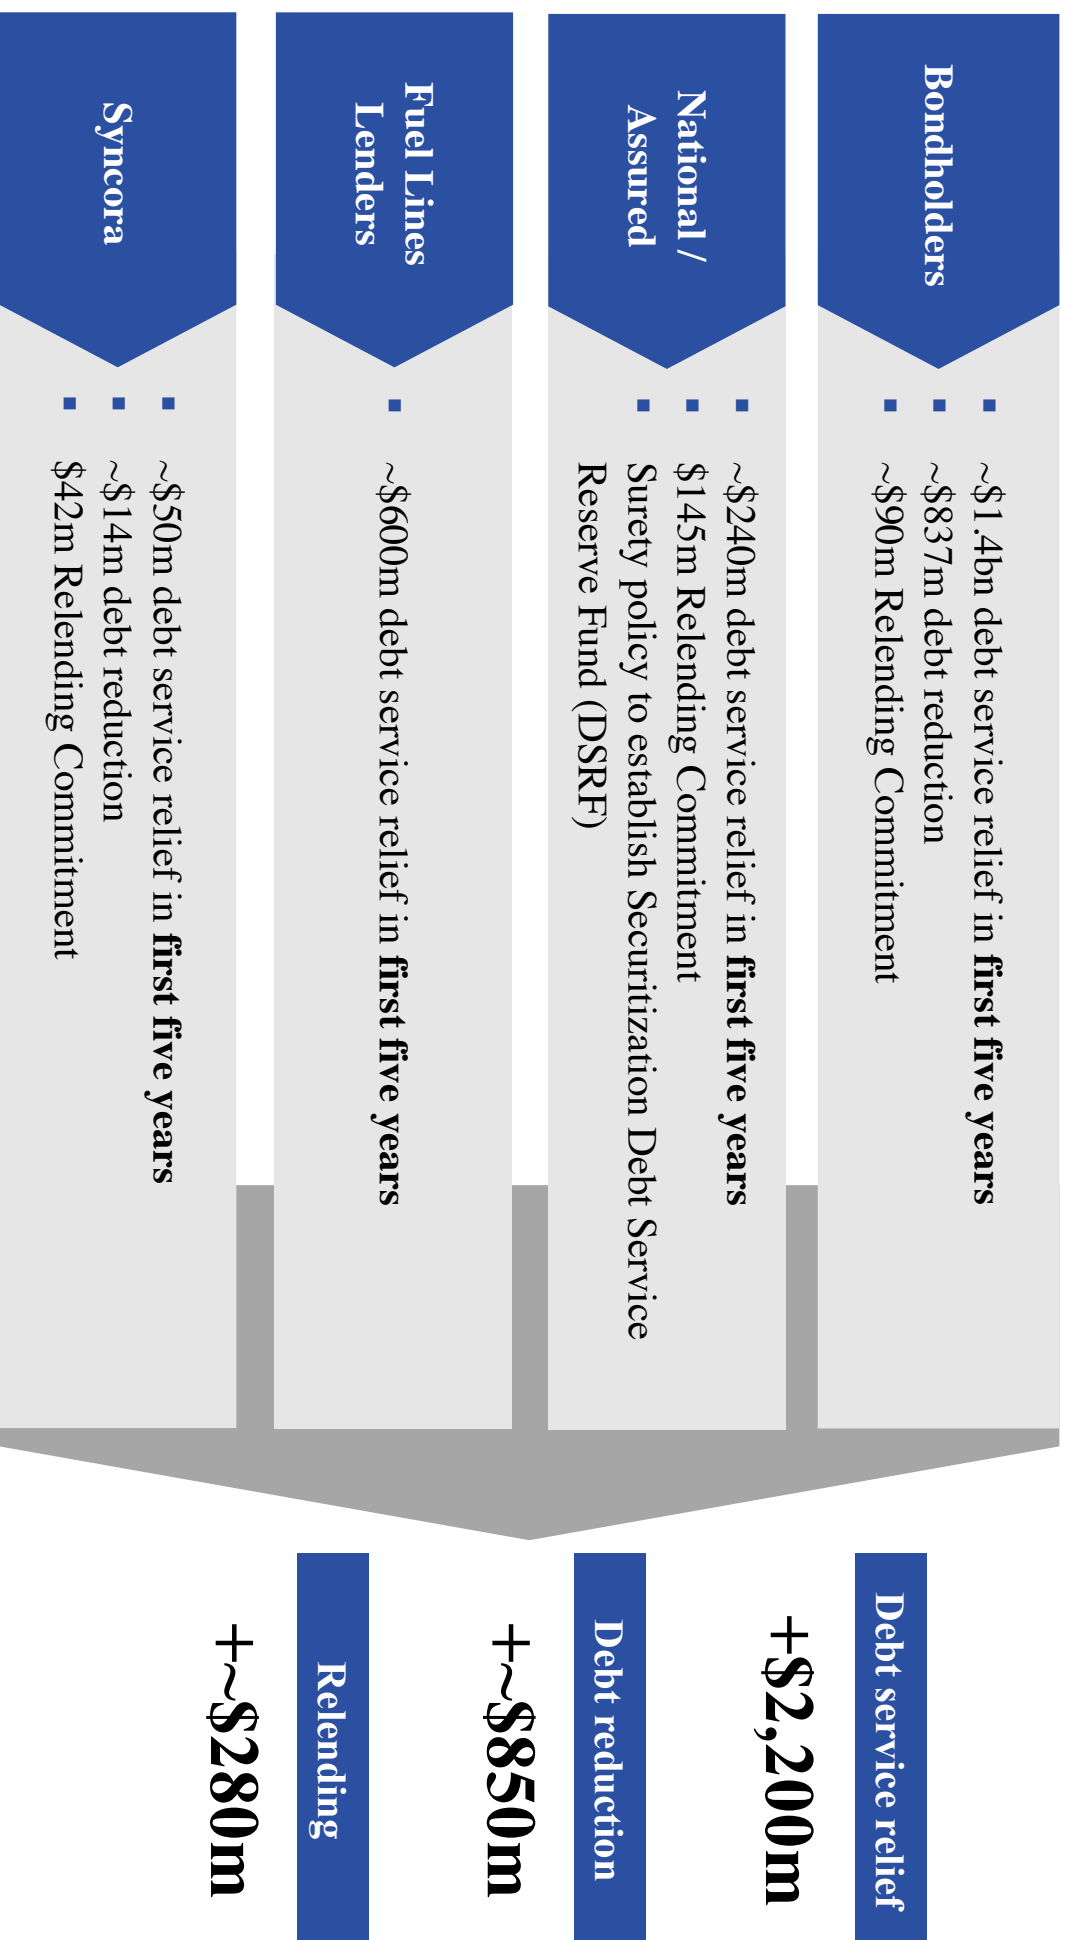 Bondholders
~$1.4bn debt service relief in first five years
~$837m debt reduction
~$90m Relending Commitment
National /
Assured
~$240m debt service relief in first five years
$145m Relending Commitment
Surety policy to establish Securitization Debt Service
Reserve Fund (DSRF)
Fuel Lines
Lenders
~$600m debt service relief in first five years
Syncora
~$50m debt service relief in first five years
~$14m debt reduction
$42m Relending Commitment
Debt service relief
+$2,200m
Debt reduction
+~$850m
Relending
+~$280m